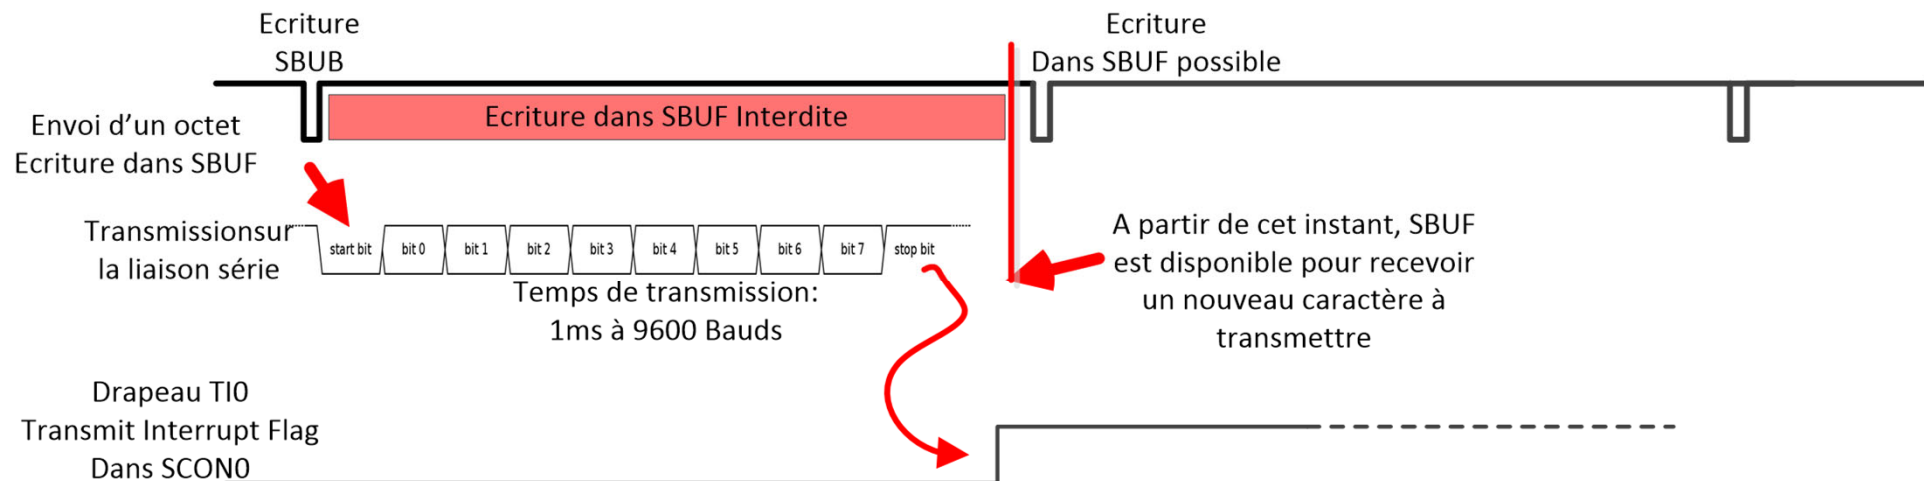 Ecriture
SBUB
Ecriture
Dans SBUF possible
Ecriture dans SBUF Interdite
Envoi d’un octet
Ecriture dans SBUF
Transmissionsur
la liaison série
start bit bit 0 bit 1 bit 2 bit 3 bit 4 bit 5 bit 6 bit 7 stop bit
Temps de transmission:
1ms à 9600 Bauds
A partir de cet instant, SBUF
est disponible pour recevoir
un nouveau caractère à
transmettre
Drapeau TI0
Transmit Interrupt Flag
Dans SCON0